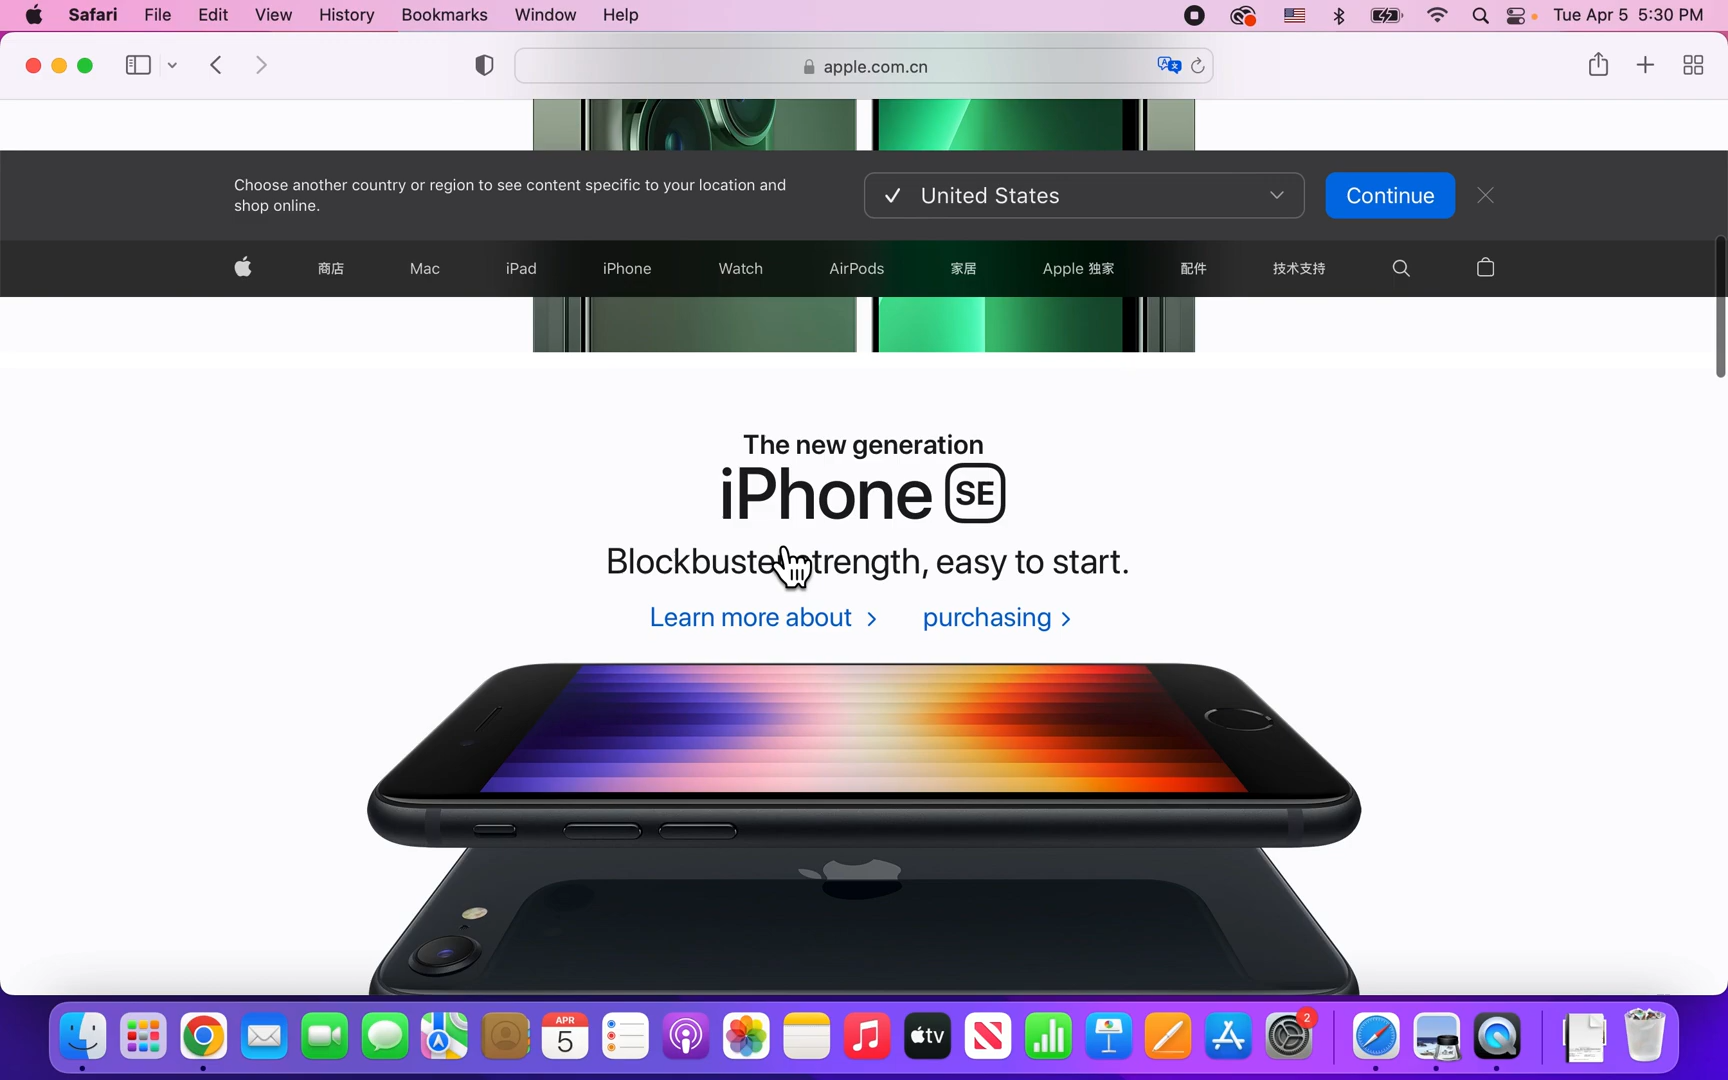 Safari File Edit View History Bookmarks Window Help Tue Apr 5 5:30 PM
apple.com.cn
Choose another country or region to see content specific to your location and
shop online.
United States
Continue
商店 Mac iPad iPhone Watch AirPods 家居 Apple 独家 配件 技术支持
The new generation
iPhone SE
Blockbuster strength, easy to start.
Learn more about > purchasing >
APR
5
tv
2